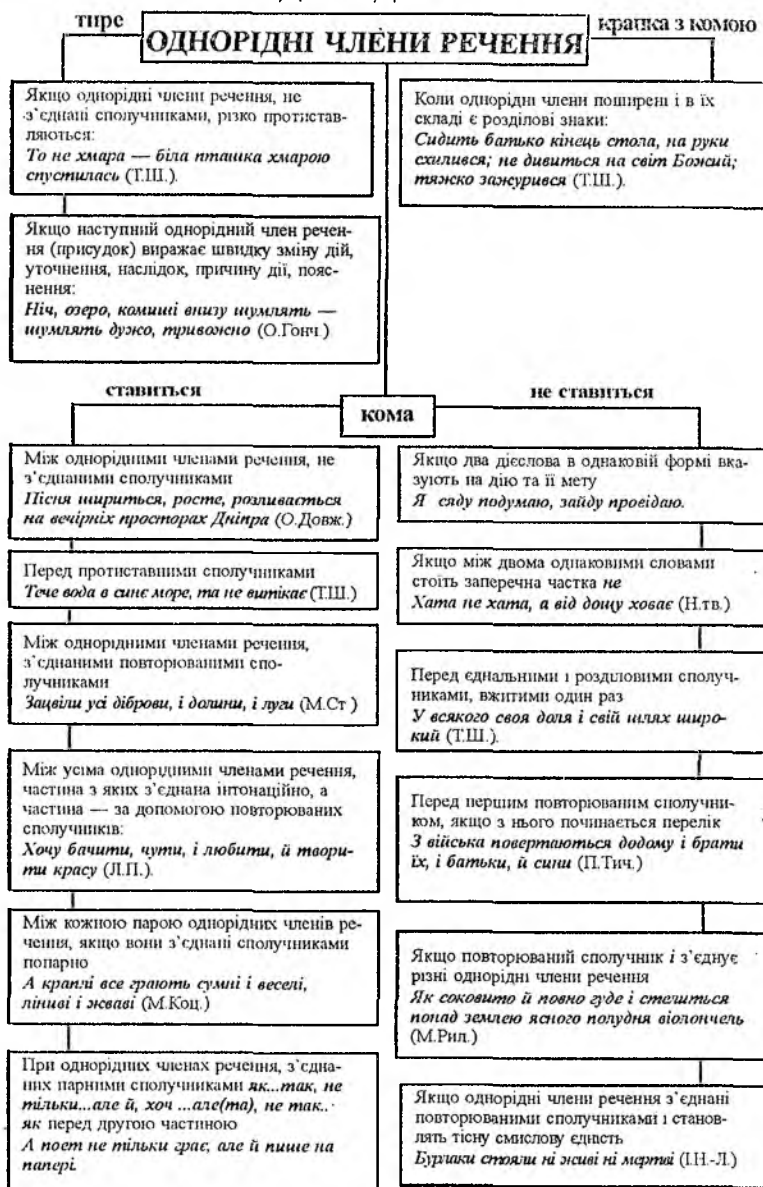 тире
крапка з комою
ОДНОРІДНІ ЧЛЕНИ РЕЧЕННЯ
Якщо однорідні члени речення, не
з’єднані сполучниками, різко протистав-
ляються:
То не хмара — біла пташка хмарою
спустилась (Т.Ш.).
Якщо наступний однорідний член речен-
ня (присудок) виражає швидку зміну дій,
уточнення, наслідок, причину дії, пояс-
нення:
Ніч, озеро, комиші внизу шумлять —
шумлять дужо, тривожно (О.Гонч.)
Коли однорідні члени поширені і в їх
складі є розділові знаки:
Сидить батько кінець стола, на руки
схилився; не дивиться на світ Божий;
тяжко зажурився (Т.Ш.).
ставиться
кома
не ставиться
Між однорідними членами речення, не
з’єднаними сполучниками
Пісня шириться, росте, розливається
на вечірніх просторах Дніпра (О.Довж.)
Перед протиставними сполучниками
Тече вода в синє море, та не витікає (Т.Ш.)
Між однорідними членами речення,
з’єднаними повторюваними спо-
лучниками
Зацвіли усі діброви, і долини, і луги (М.Ст.)
Між усіма однорідними членами речення,
частина з яких з’єднана інтонаційно, а
частина — за допомогою повторюваних
сполучників:
Хочу бачити, чути, і любити, й твори-
ти красу (Л.П.).
Між кожною парою однорідних членів ре-
чення, якщо вони з’єднані сполучниками
попарно
А краплі все грають сумні і веселі,
ліниві і жваві (М.Коц.)
При однорідних членах речення, з’єдна-
них парними сполучниками як...так, не
тільки...але й, хоч ...але(та), не так..
як перед другою частиною
А поет не тільки грає, але й пише на
папері.
Якщо два дієслова в однаковій формі вка-
зують на дію та її мету
Я сяду подумаю, зайду провідаю.
Якщо між двома однаковими словами
стоїть заперечна частка не
Хата не хата, а від дощу ховає (Н.тв.)
Перед єднальними і розділовими сполуч-
никами, вжитими один раз
У всякого своя доля і свій шлях широ-
кий (Т.Ш.).
Перед першим повторюваним сполучни-
ком, якщо з нього починається перелік
З війська повертаються додому і брати
їх, і батьки, й сини (П.Тич.)
Якщо повторюваний сполучник і з’єднує
різні однорідні члени речення
Як соковито й повно гуде і стелиться
понад землею ясного полудня віолончель
(М.Рил.)
Якщо однорідні члени речення з’єднані
повторюваними сполучниками і станов-
лять тісну смислову єдність
Бурлаки стояли ні живі ні мертві (І.Н.-Л.)